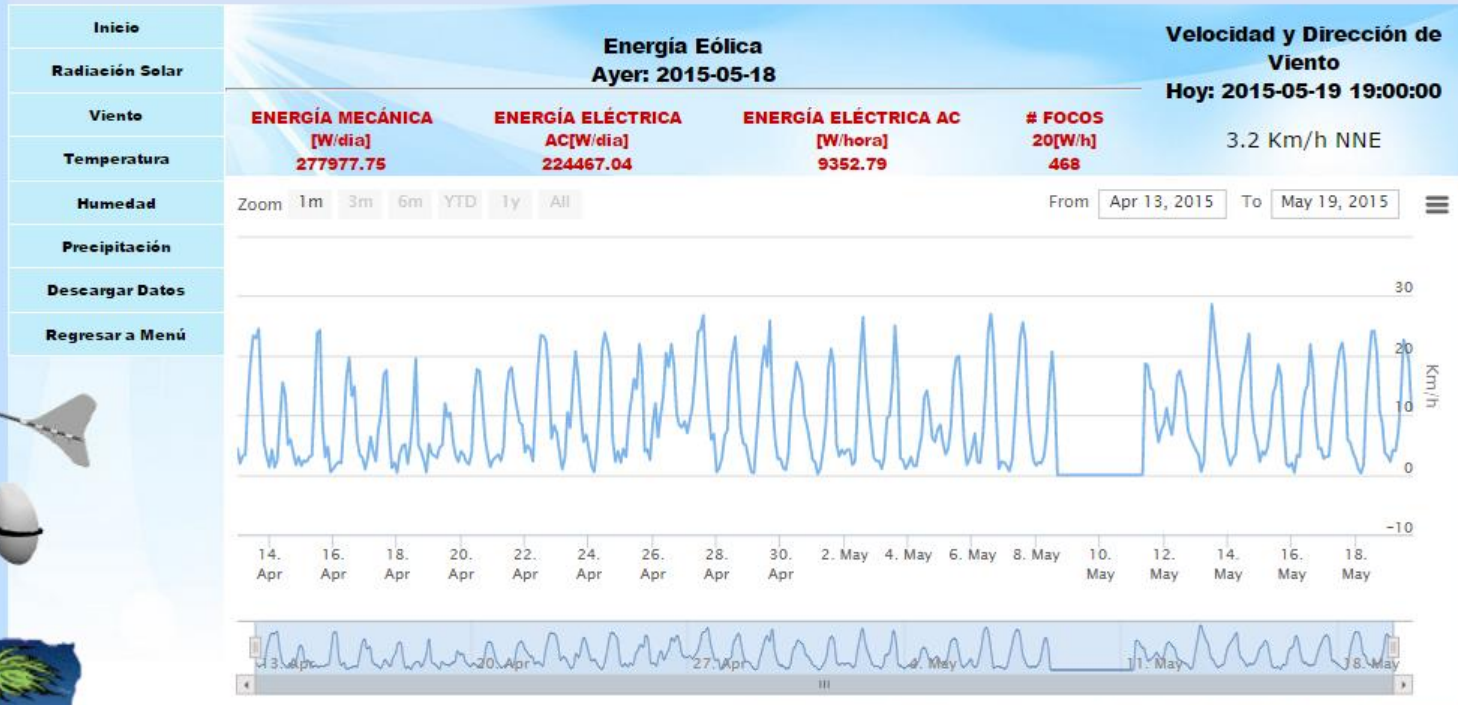 Inicio
Radiación Solar
Viento
Temperatura
Humedad
Precipitación
Descargar Datos
Regresar a Menú
Energía Eólica
Ayer: 2015-05-18
ENERGÍA MECÁNICA
[W/dia]
277977.75
ENERGÍA ELÉCTRICA
AC[W/dia]
224467.04
ENERGÍA ELÉCTRICA AC
[W/hora]
9352.79
# FOCOS
20[W/h]
468
Velocidad y Dirección de
Viento
Hoy: 2015-05-19 19:00:00
3.2 Km/h NNE
Zoom 1m 3m 6m YTD 1y All
From Apr 13, 2015 To May 19, 2015
30
20
10
0
-10
Km/h
14. Apr
16. Apr
18. Apr
20. Apr
22. Apr
24. Apr
26. Apr
28. Apr
30. Apr
2. May
4. May
6. May
8. May
10. May
12. May
14. May
16. May
18. May
13. Apr
20. Apr
27. Apr
4. May
11. May
18. May